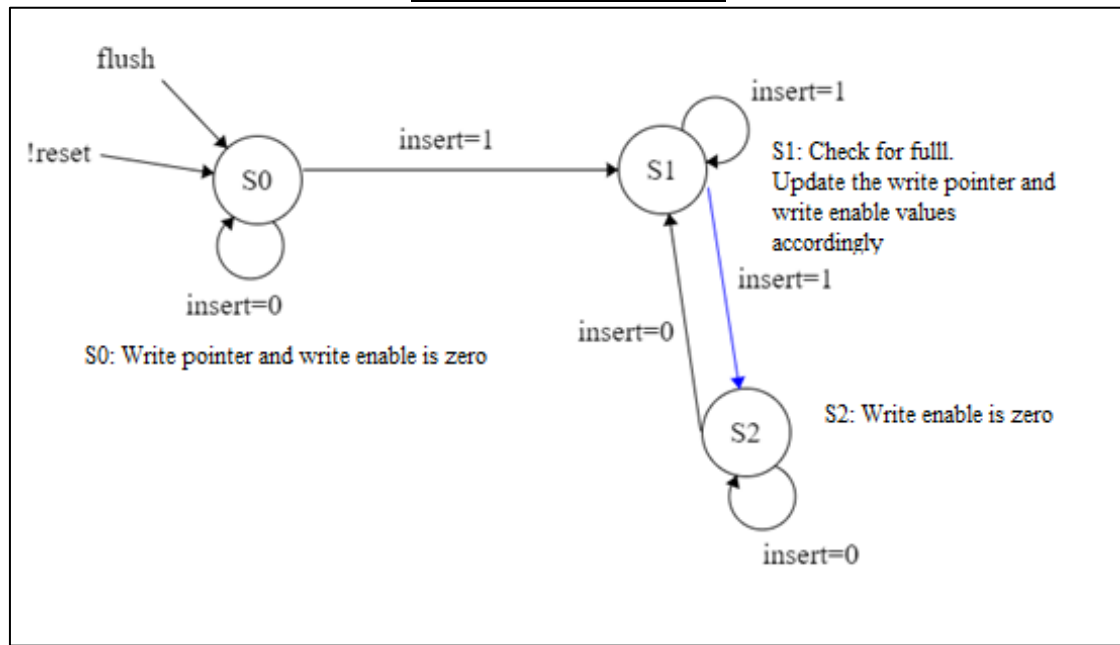 flush
!reset
S0
insert=0
S0: Write pointer and write enable is zero
insert=1
S1
insert=1
S1: Check for fulll.
Update the write pointer and
write enable values
accordingly
insert=1
insert=0
S2
S2: Write enable is zero
insert=0